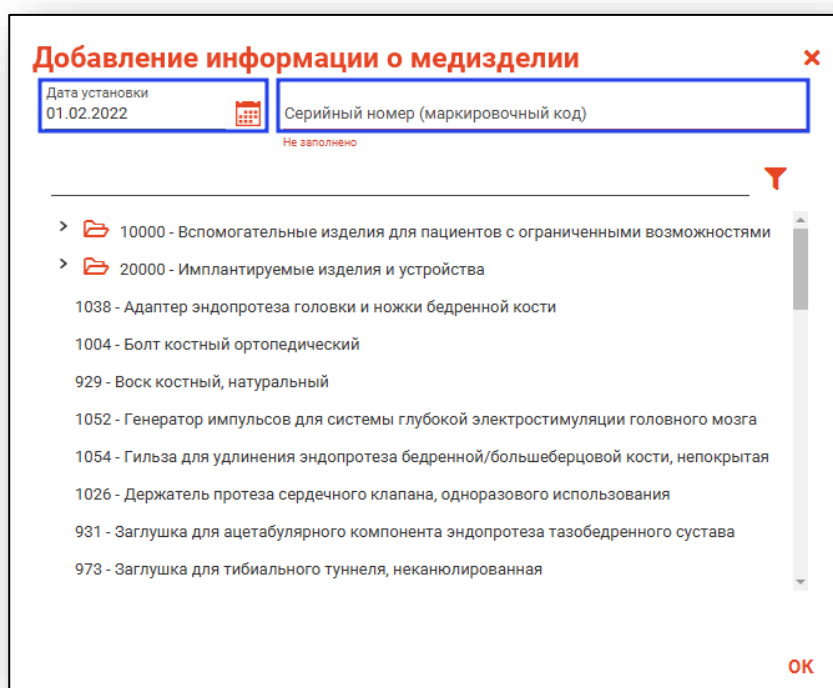 Добавление информации о медизделии
Дата установки
01.02.2022
Серийный номер (маркировочный код)
Не заполнено
10000 - Вспомогательные изделия для пациентов с ограниченными возможностями
20000 - Имплантируемые изделия и устройства
1038 - Адаптер эндопротеза головки и ножки бедренной кости
1004 - Болт костный ортопедический
929 - Воск костный, натуральный
1052 - Генератор импульсов для системы глубокой электростимуляции головного мозга
1054 - Гильза для удлинения эндопротеза бедренной/большеберцовой кости, непокрытая
1026 - Держатель протеза сердечного клапана, одноразового использования
931 - Заглушка для ацетабулярного компонента эндопротеза тазобедренного сустава
973 - Заглушка для тибиального туннеля, неканюлированная
ОК